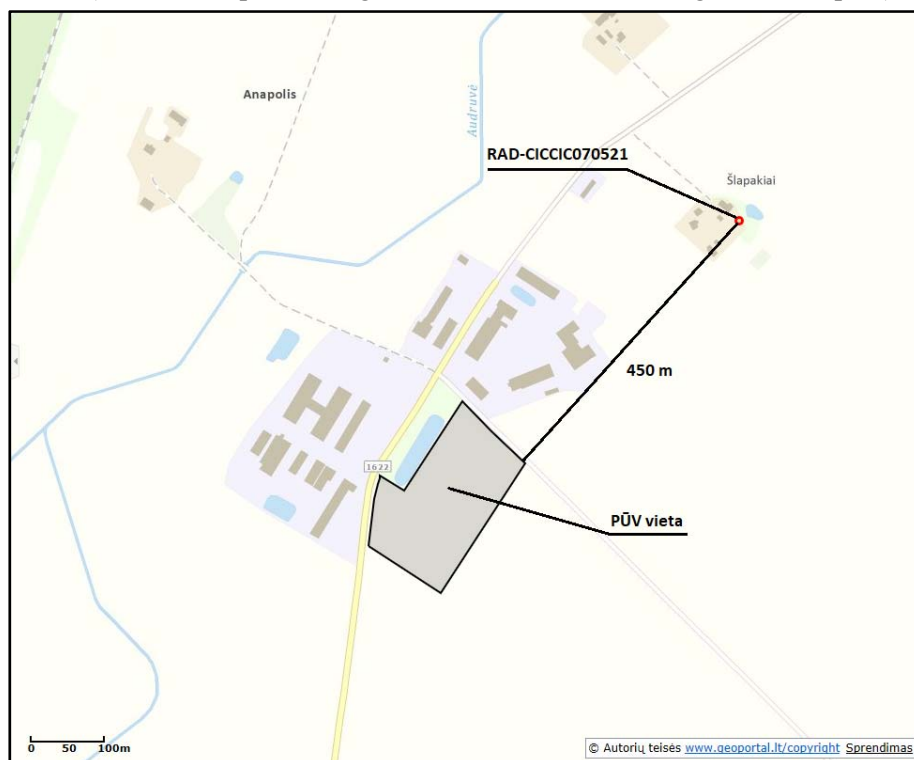 Anapolis
Audruvė
RAD-CICCIC070521
Šlapakiai
450 m
1622
PŪV vieta
0 50 100m
© Autorių teisės www.geoportal.lt/copyright Sprendimas